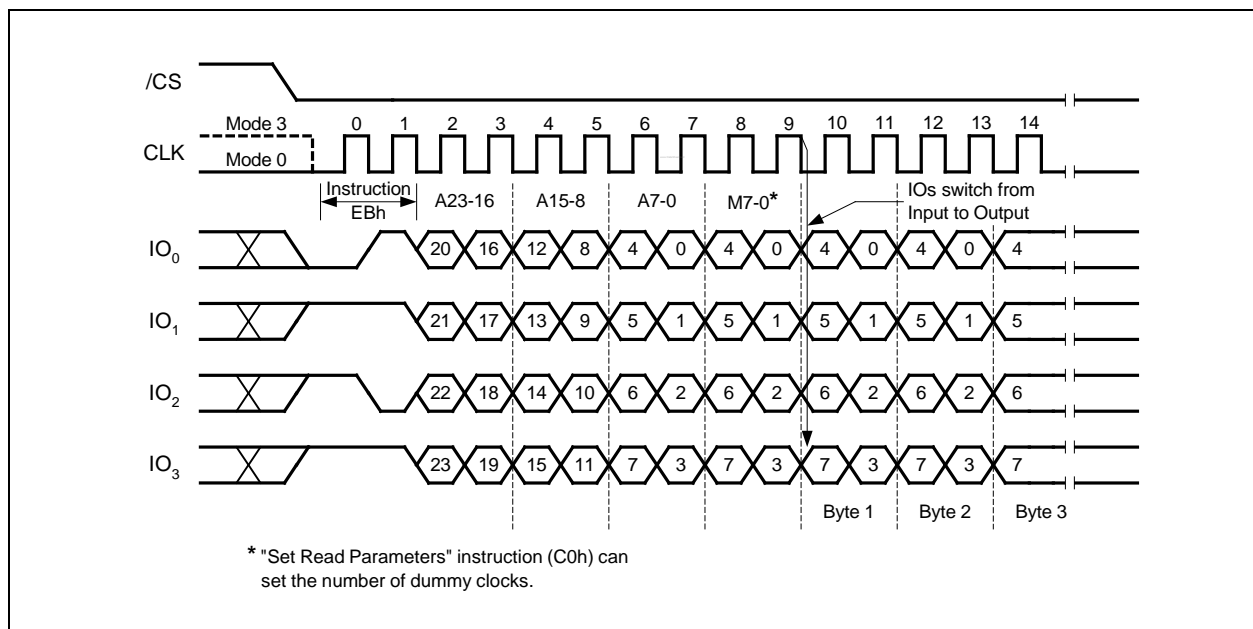 /CS
Mode 3 0 1 2 3 4 5 6 7 8 9 10 11 12 13 14
CLK
Mode 0
Instruction
EBh
A23-16 A15-8 A7-0 M7-0*
IOs switch from
Input to Output
IO0 20 16 12 8 4 0 4 0 4 0 4 0 4
IO1 21 17 13 9 5 1 5 1 5 1 5 1 5
IO2 22 18 14 10 6 2 6 2 6 2 6 2 6
IO3 23 19 15 11 7 3 7 3 7 3 7 3 7
Byte 1 Byte 2 Byte 3
* "Set Read Parameters" instruction (C0h) can
set the number of dummy clocks.